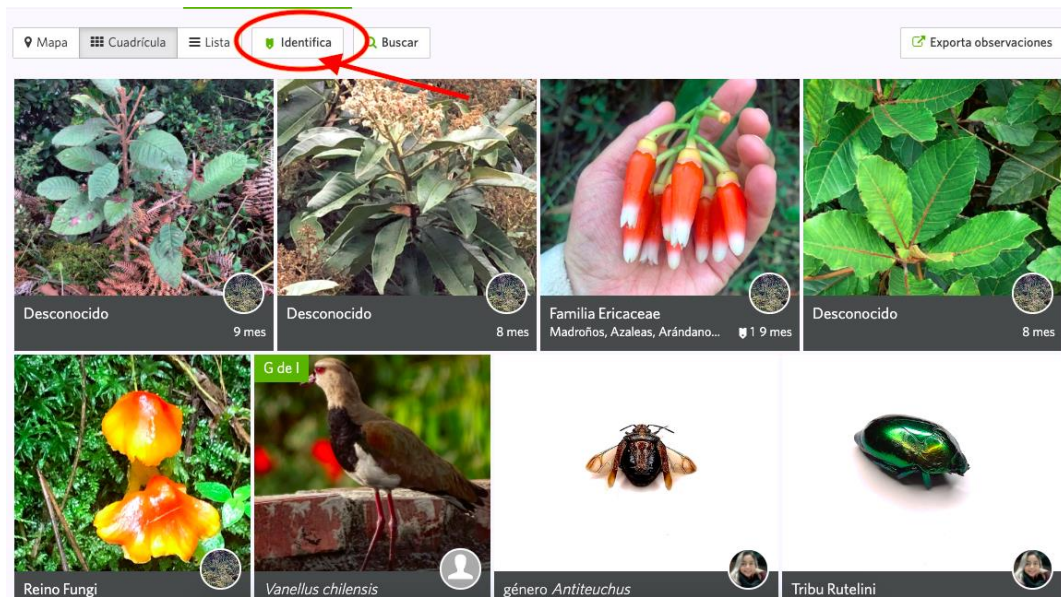 Mapa Cuadrícula Lista Identifica Buscar Exporta observaciones
Desconocido
9 mes
Desconocido
8 mes
Familia Ericaceae
Madroños, Azaleas, Arándano... 1 9 mes
Desconocido
8 mes
G de I
Reino Fungi
Vanellus chilensis
género Antiteuchus
Tribu Rutelini